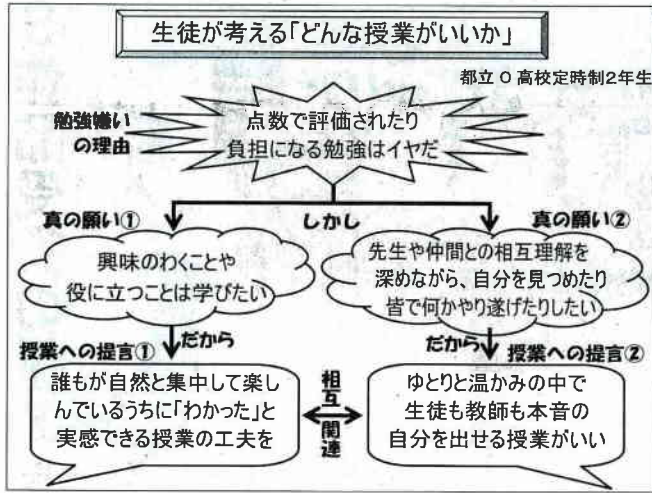 生徒が考える「どんな授業がいいか」
都立O高校定時制2年生
勉強嫌い
の理由
点数で評価されたり
負担になる勉強はイヤだ
真の願い①
しかし
真の願い②
興味のわくことや
役に立つことは学びたい
先生や仲間との相互理解を
深めながら、自分を見つめたり
皆で何かやり遂げたりしたい
だから
だから
授業への提言①
授業への提言②
誰もが自然と集中して楽し
んでいるうちに「わかった」と
実感できる授業の工夫を
相互
関連
ゆとりと温かみの中で
生徒も教師も本音の
自分を出せる授業がいい